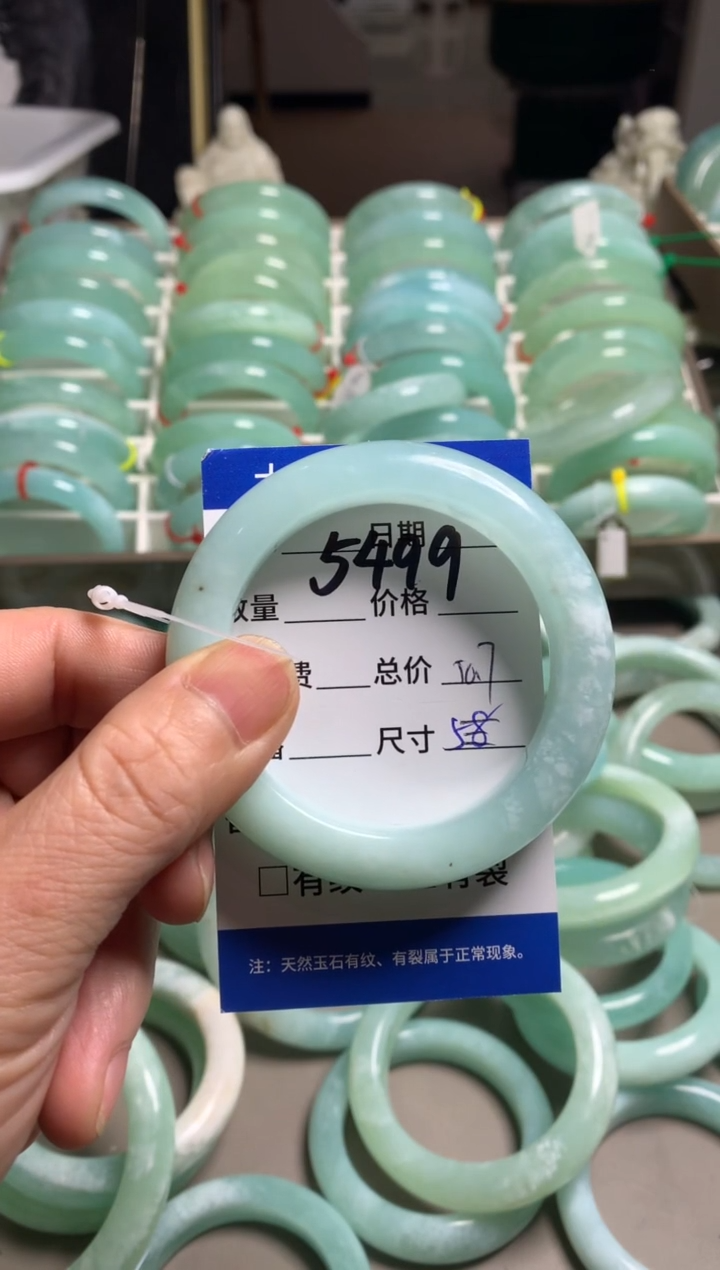 日期
5499
数量 价格
费 总价
尺寸 58
□有纹 有裂
注：天然玉石有纹、有裂属于正常现象。